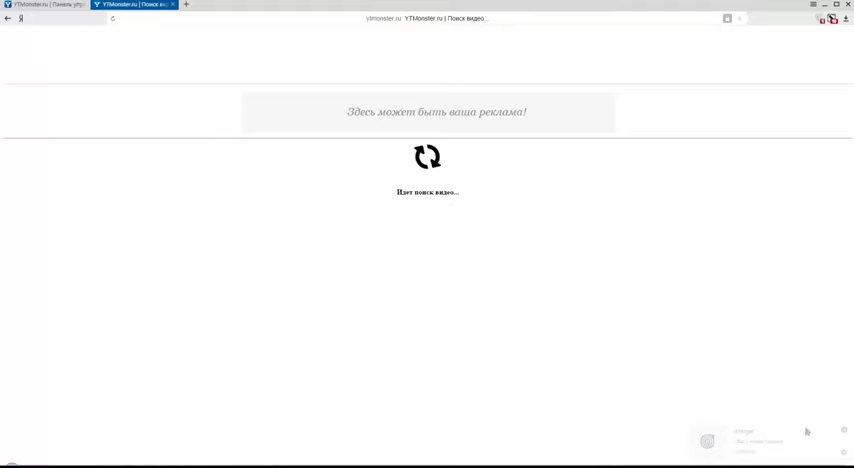 YTMonster.ru | Панель упр
YTMonster.ru | Поиск ви
ytmonster.ru YTMonster.ru | Поиск видео...
Здесь может быть ваша реклама!
Идет поиск видео...